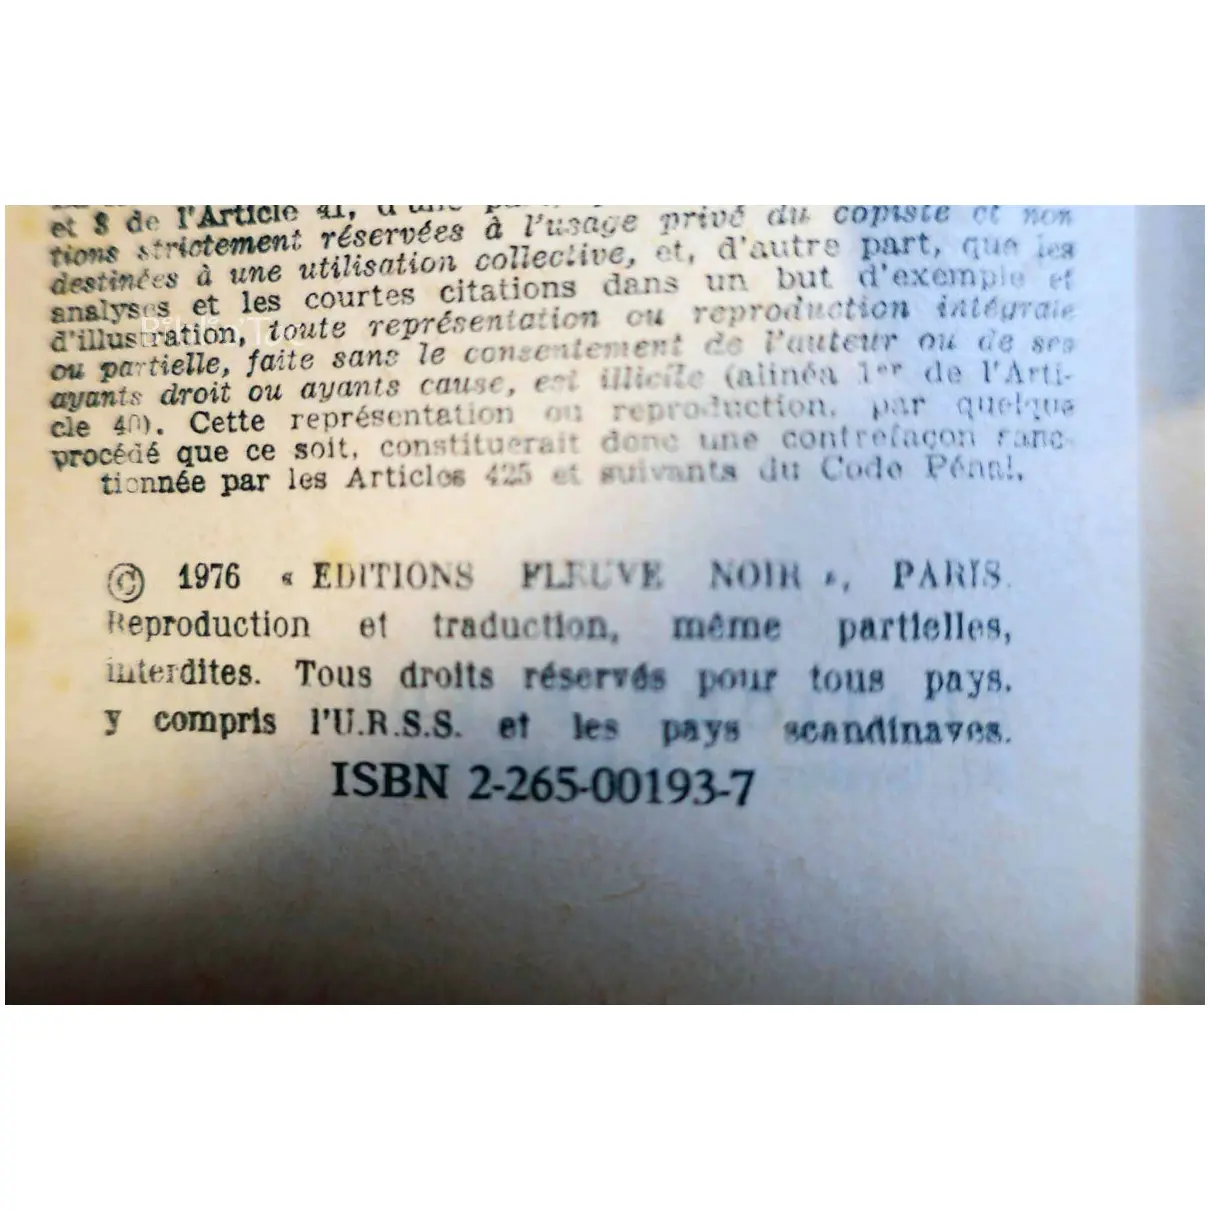 et 8 de l'Article 41, d'une
tions strictement réservées à l'usage privé du copiste et non
destinées à une utilisation collective, et, d'autre part, que les
analyses et les courtes citations dans un but d'exemple et
d'illustration, toute représentation ou reproduction intégrale
ou partielle, faite sans le consentement de l'auteur ou de ses
ayants droit ou ayants cause, est illicite (alinéa 1er de l'Arti-
cle 40). Cette représentation ou reproduction, par quelque
procédé que ce soit, constituerait donc une contrefaçon sanc-
tionnée par les Articles 425 et suivants du Code Pénal.
© 1976 « EDITIONS FLEUVE NOIR », PARIS.
Reproduction et traduction, même partielles,
interdites. Tous droits réservés pour tous pays,
y compris l'U.R.S.S. et les pays scandinaves.
ISBN 2-265-00193-7